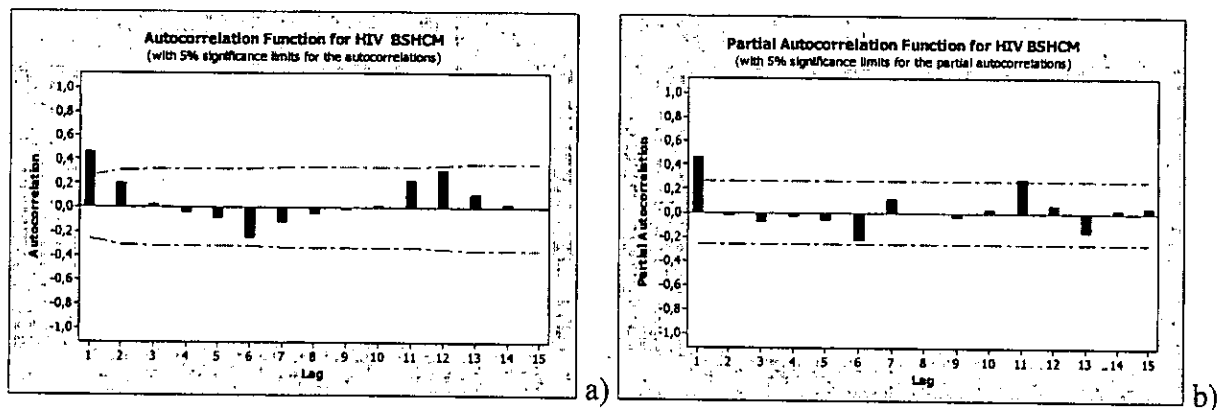 Autocorrelation Function for HIV BSHCM
(with 5% significance limits for the autocorrelations)
1,0
0,8
0,6
0,4
0,2
0,0
-0,2
-0,4
-0,6
-0,8
-1,0
Autocorrelation
1 2 3 4 5 6 7 8 9 10 11 12 13 14 15
Lag
a)
Partial Autocorrelation Function for HIV BSHCM
(with 5% significance limits for the partial autocorrelations)
1,0
0,8
0,6
0,4
0,2
0,0
-0,2
-0,4
-0,6
-0,8
-1,0
Partial Autocorrelation
1 2 3 4 5 6 7 8 9 10 11 12 13 14 15
Lag
b)